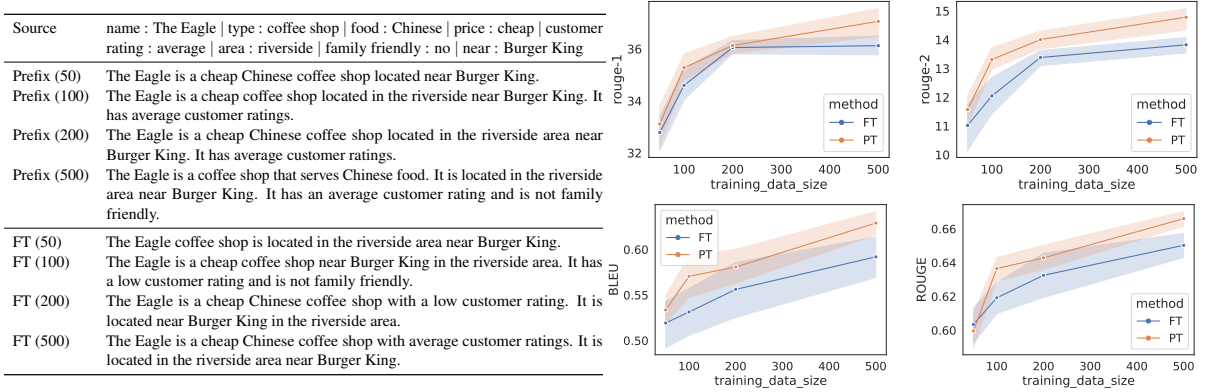 Source name : The Eagle | type : coffee shop | food : Chinese | price : cheap | customer
rating : average | area : riverside | family friendly : no | near : Burger King
Prefix (50) The Eagle is a cheap Chinese coffee shop located near Burger King.
Prefix (100) The Eagle is a cheap coffee shop located in the riverside near Burger King. It
has average customer ratings.
Prefix (200) The Eagle is a cheap Chinese coffee shop located in the riverside area near
Burger King. It has average customer ratings.
Prefix (500) The Eagle is a coffee shop that serves Chinese food. It is located in the riverside
area near Burger King. It has an average customer rating and is not family
friendly.
FT (50) The Eagle coffee shop is located in the riverside area near Burger King.
FT (100) The Eagle is a cheap coffee shop near Burger King in the riverside area. It has
a low customer rating and is not family friendly.
FT (200) The Eagle is a cheap Chinese coffee shop with a low customer rating. It is
located near Burger King in the riverside area.
FT (500) The Eagle is a cheap Chinese coffee shop with average customer ratings. It is
located in the riverside area near Burger King.
rouge-1
36
34
32
method
FT
PT
100 200 300 400 500
training_data_size
rouge-2
15
14
13
12
11
10
method
FT
PT
100 200 300 400 500
training_data_size
BLEU
0.60
0.55
0.50
method
FT
PT
100 200 300 400 500
training_data_size
ROUGE
0.66
0.64
0.62
0.60
method
FT
PT
100 200 300 400 500
training_data_size